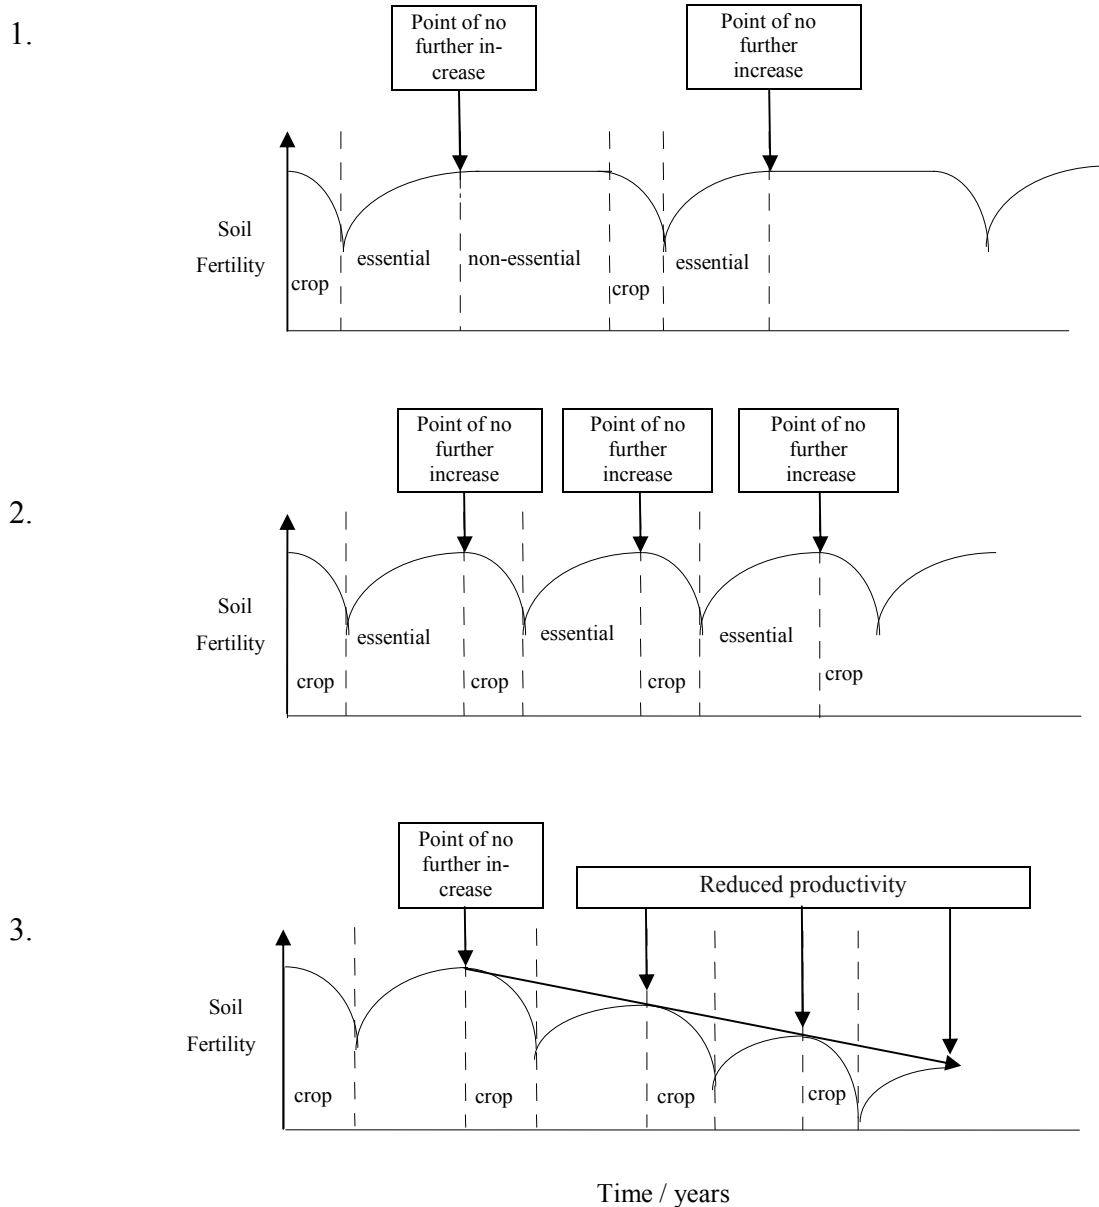 1.
Point of no
further in-
crease
Point of no
further
increase
Soil
Fertility
crop
essential
non-essential
crop
essential
2.
Point of no
further
increase
Point of no
further
increase
Point of no
further
increase
Soil
Fertility
crop
essential
crop
essential
crop
essential
crop
3.
Point of no
further in-
crease
Reduced productivity
Soil
Fertility
crop
crop
crop
crop
Time / years